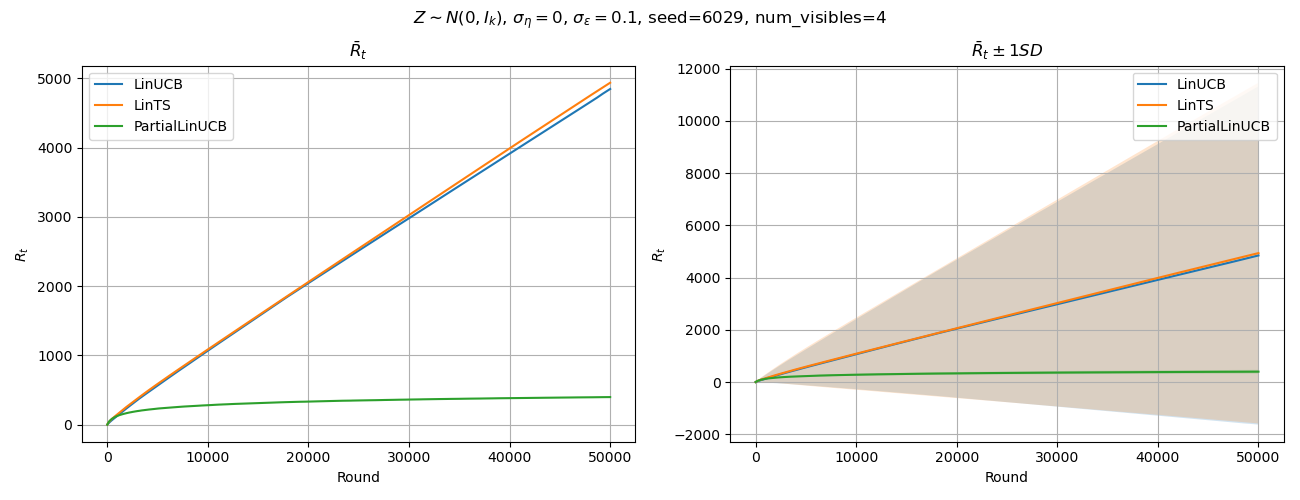 Z ~ N(0, I_k), σ_η = 0, σ_ε = 0.1, seed=6029, num_visibles=4
R̄_t
R_t
5000
4000
3000
2000
1000
0
0 10000 20000 30000 40000 50000
Round
LinUCB
LinTS
PartialLinUCB
R̄_t ± 1SD
R_t
12000
10000
8000
6000
4000
2000
0
−2000
0 10000 20000 30000 40000 50000
Round
LinUCB
LinTS
PartialLinUCB